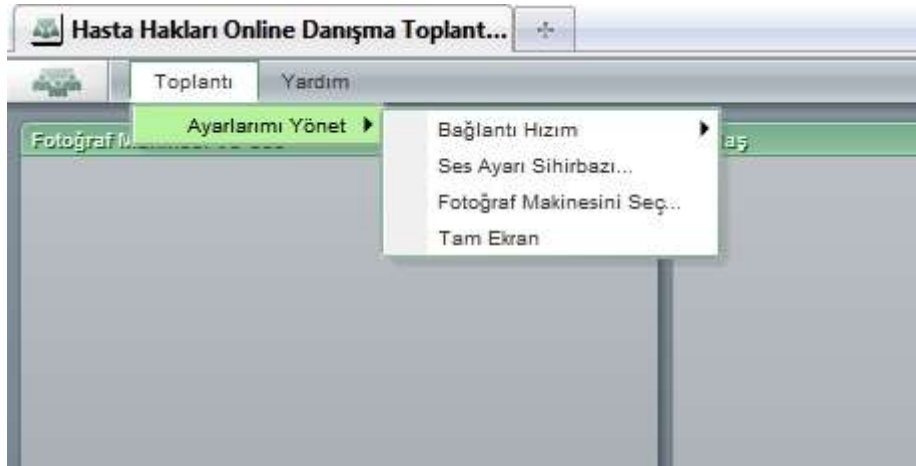 Hasta Hakları Online Danışma Toplant...
Toplantı Yardım
Ayarlarımı Yönet
Bağlantı Hızım
Ses Ayarı Sihirbazı...
Fotoğraf Makinesini Seç...
Tam Ekran
Fotoğraf